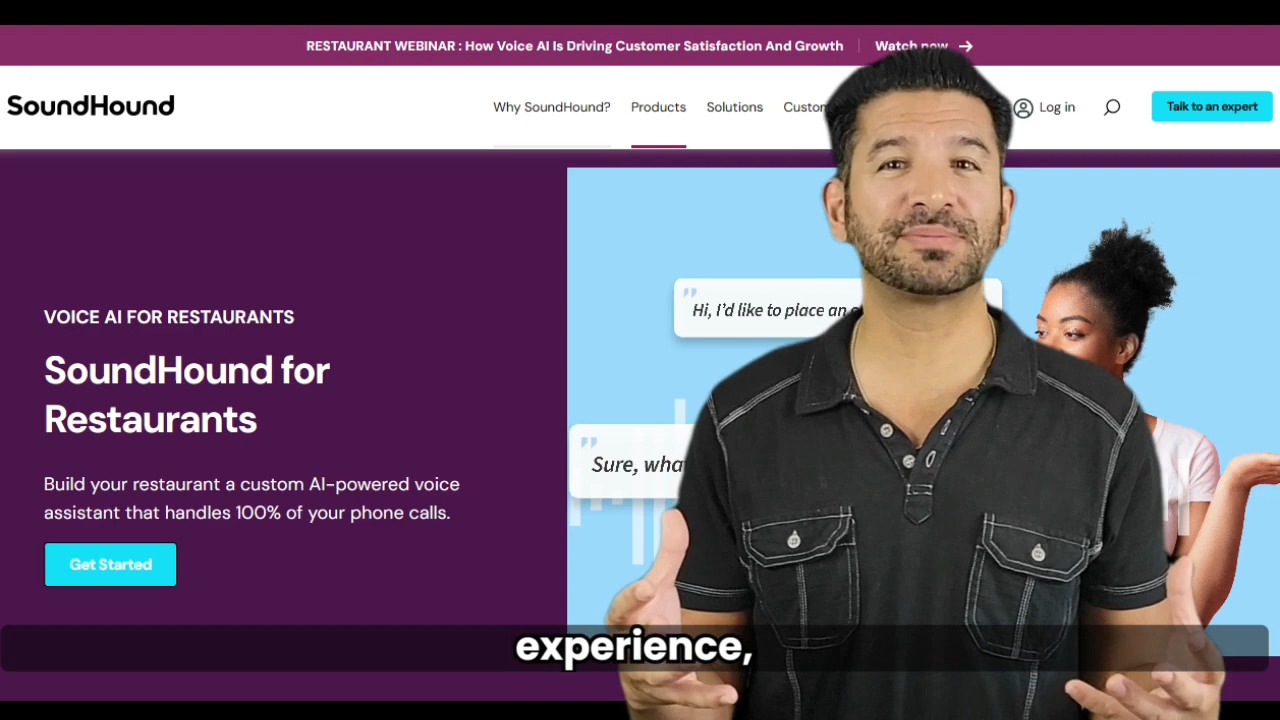 RESTAURANT WEBINAR : How Voice AI Is Driving Customer Satisfaction And Growth
Watch now →
SoundHound
Why SoundHound?
Products
Solutions
Log in
Talk to an expert
VOICE AI FOR RESTAURANTS
SoundHound for
Restaurants
Build your restaurant a custom AI-powered voice
assistant that handles 100% of your phone calls.
Get Started
" Hi, I'd like to place an
" Sure,
experience,